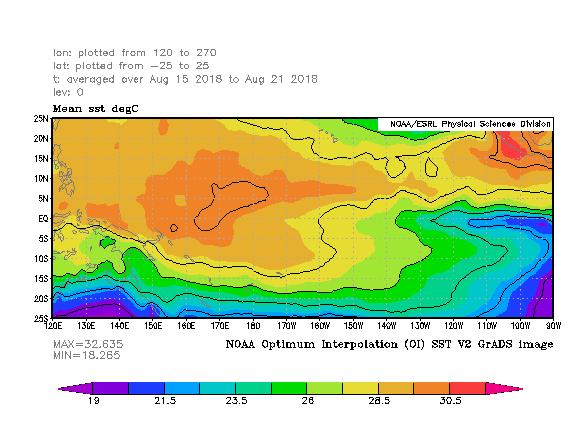 lon: plotted from 120 to 270
lat: plotted from -25 to 25
t: averaged over Aug 15 2018 to Aug 21 2018
lev: 0
Mean sst degC
NOAA/ESRL Physical Sciences Division
25N
20N
15N
10N
5N
EQ
5S
10S
15S
20S
25S
120E 130E 140E 150E 160E 170E 180 170W 160W 150W 140W 130W 120W 110W 100W 90W
MAX=32.635
MIN=18.265
NOAA Optimum Interpolation (OI) SST V2 GrADS image
19 21.5 23.5 26 28.5 30.5